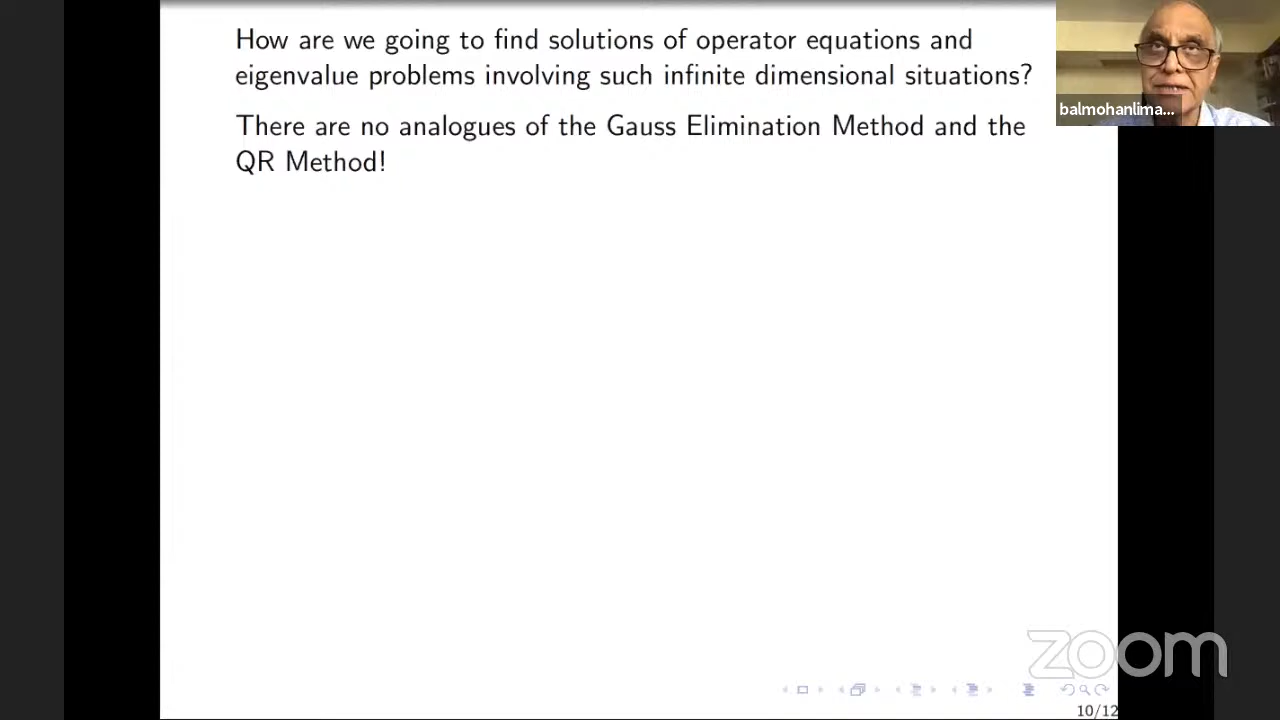 How are we going to find solutions of operator equations and
eigenvalue problems involving such infinite dimensional situations?
There are no analogues of the Gauss Elimination Method and the
QR Method!
balmohanlima...
zoom
10/12